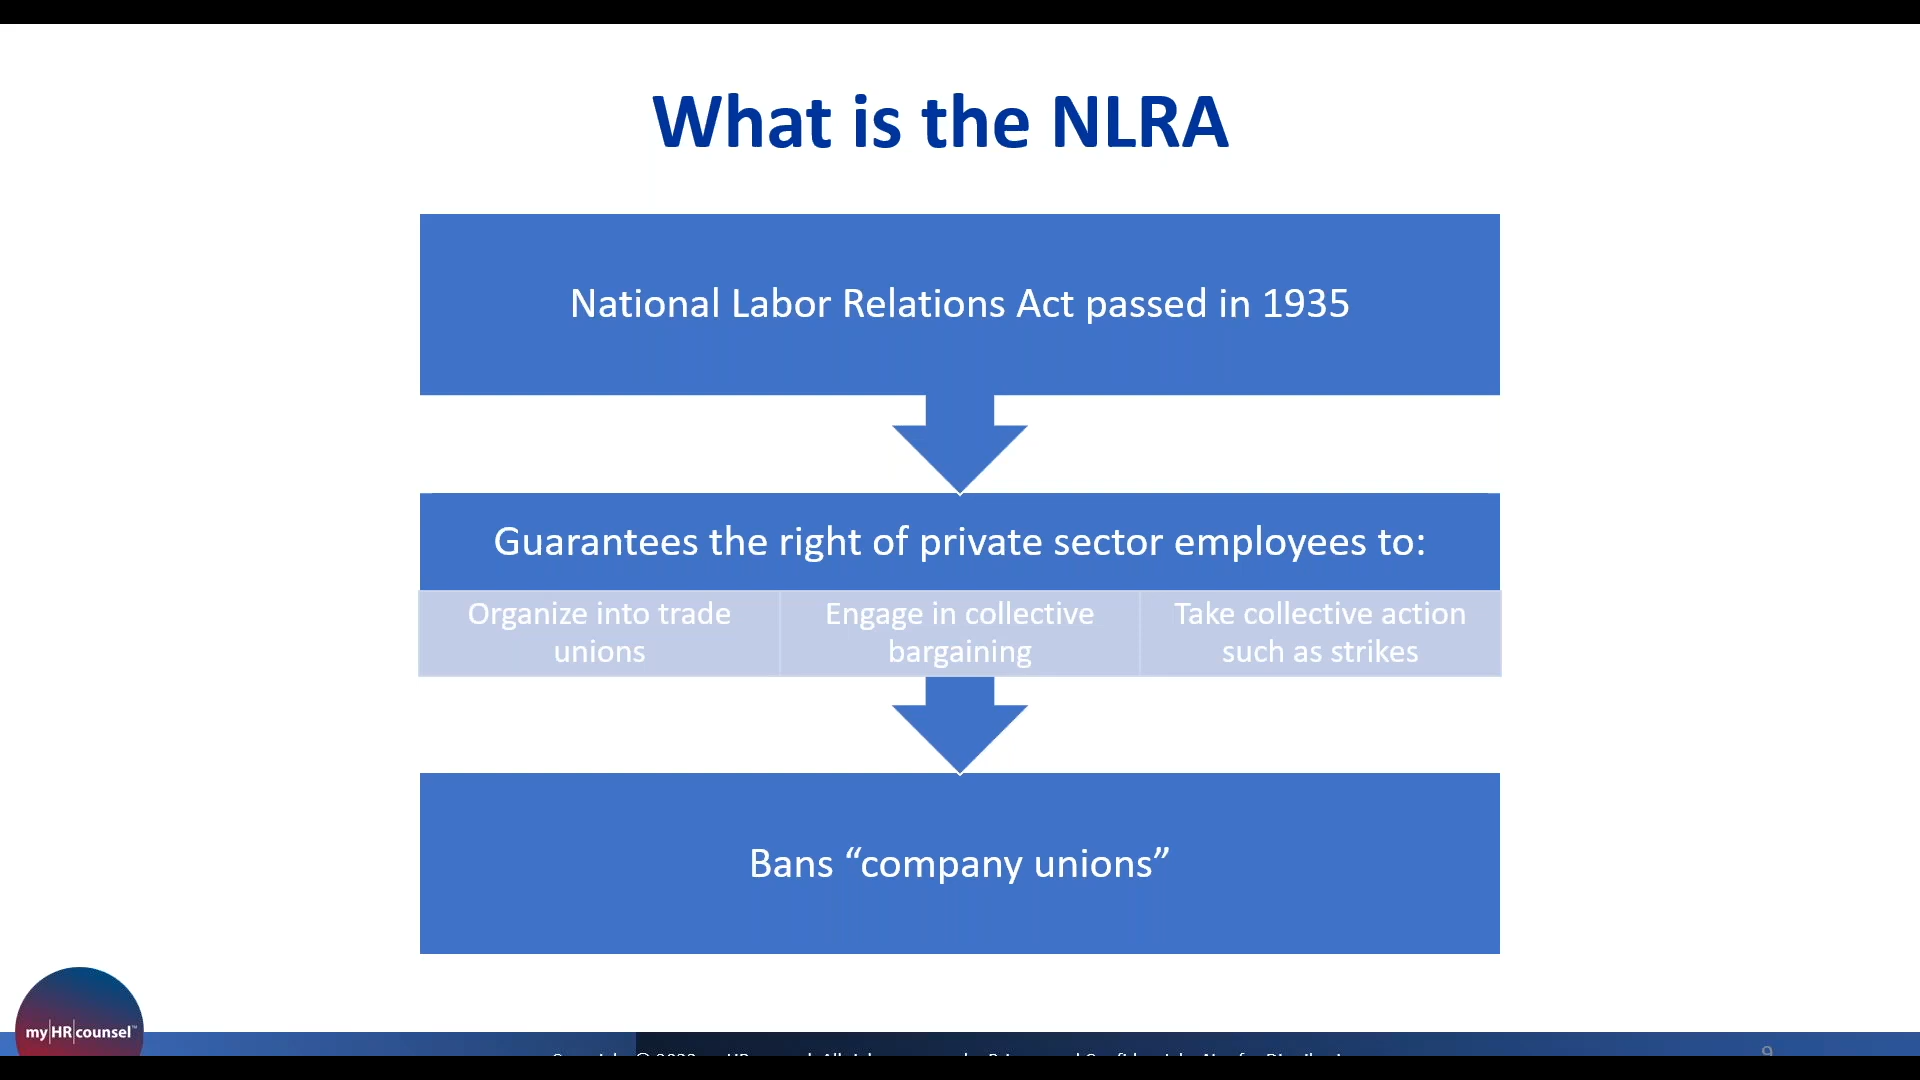 What is the NLRA
National Labor Relations Act passed in 1935
Guarantees the right of private sector employees to:
Organize into trade
unions
Engage in collective
bargaining
Take collective action
such as strikes
Bans “company unions”
my|HR|counsel™
9